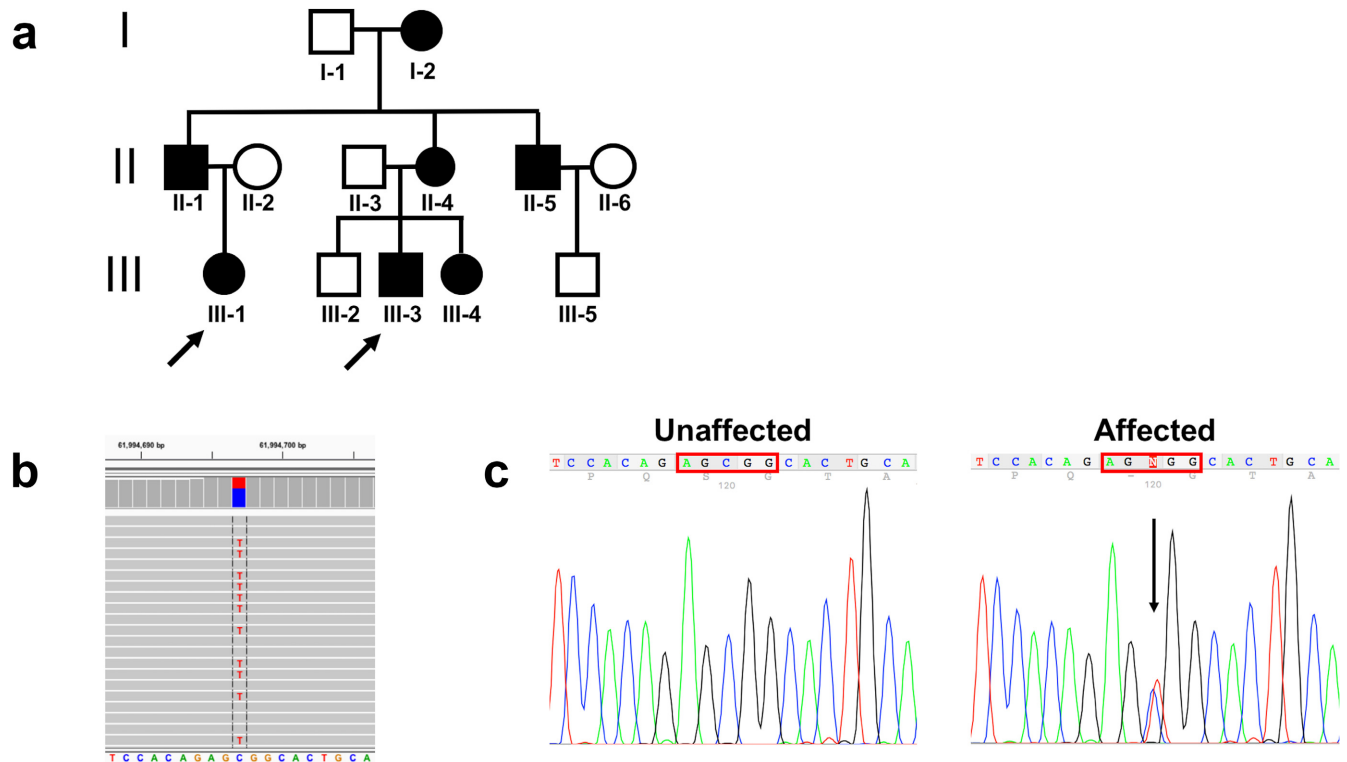 a
I
I-1
I-2
II
II-1
II-2
II-3
II-4
II-5
II-6
III
III-1
III-2
III-3
III-4
III-5
b
61,994,690 bp
61,994,700 bp
T
T
T
T
T
T
T
T
T
T
T
T C C A C A G A G C G G C A C T G C A
c
Unaffected
T C C A C A G A G C G G C A C T G C A
P Q S G T A
120
Affected
T C C A C A G A G N G G C A C T G C A
P Q - G T A
120